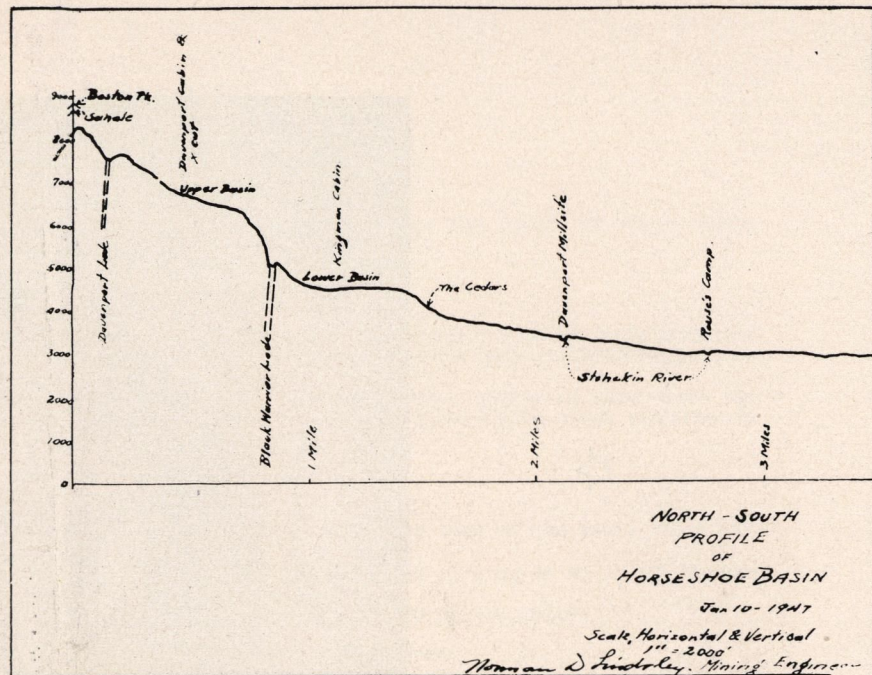 9000
Boston Pk.
Sahale
8000
7000
6000
5000
4000
3000
2000
1000
0
Davenport Lode
Davenport Cabin &
X cut
Upper Basin
Black Warrior Lode
Kingman Cabin
Lower Basin
The Cedars
Davenport Millsite
Rouse's Camp.
Stehekin River
1 Mile
2 Miles
3 Miles
NORTH - SOUTH
PROFILE
OF
HORSESHOE BASIN
Jan 10 - 1947
Scale, Horizontal & Vertical
1" = 2000'
Norman D Lindsley. Mining Engineer